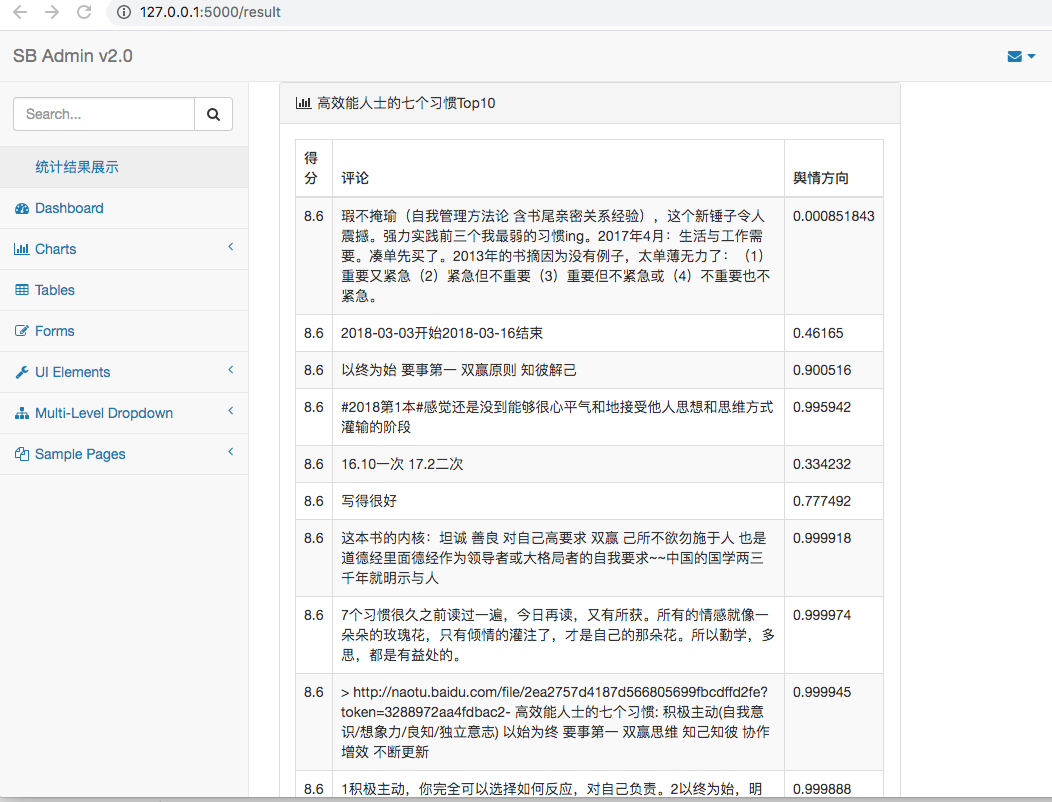 127.0.0.1:5000/result
SB Admin v2.0
Search...
统计结果展示
Dashboard
Charts
Tables
Forms
UI Elements
Multi-Level Dropdown
Sample Pages
高效能人士的七个习惯Top10
得
分 评论 舆情方向
8.6 瑕不掩瑜（自我管理方法论 含书尾亲密关系经验），这个新锤子令人 0.000851843
震撼。强力实践前三个我最弱的习惯ing。2017年4月：生活与工作需
要。凑单先买了。2013年的书摘因为没有例子，太单薄无力了：（1）
重要又紧急（2）紧急但不重要（3）重要但不紧急或（4）不重要也不
紧急。
8.6 2018-03-03开始2018-03-16结束 0.46165
8.6 以终为始 要事第一 双赢原则 知彼解己 0.900516
8.6 #2018第1本#感觉还是没到能够很心平气和地接受他人思想和思维方式 0.995942
灌输的阶段
8.6 16.10一次 17.2二次 0.334232
8.6 写得很好 0.777492
8.6 这本书的内核：坦诚 善良 对自己高要求 双赢 己所不欲勿施于人 也是 0.999918
道德经里面德经作为领导者或大格局者的自我要求~~中国的国学两三
千年就明示与人
8.6 7个习惯很久之前读过一遍，今日再读，又有所获。所有的情感就像一 0.999974
朵朵的玫瑰花，只有倾情的灌注了，才是自己的那朵花。所以勤学，多
思，都是有益处的。
8.6 > http://naotu.baidu.com/file/2ea2757d4187d566805699fbcdffd2fe? 0.999945
token=3288972aa4fdbac2- 高效能人士的七个习惯: 积极主动(自我意
识/想象力/良知/独立意志) 以始为终 要事第一 双赢思维 知己知彼 协作
增效 不断更新
8.6 1积极主动，你完全可以选择如何反应，对自己负责。2以终为始，明 0.999888